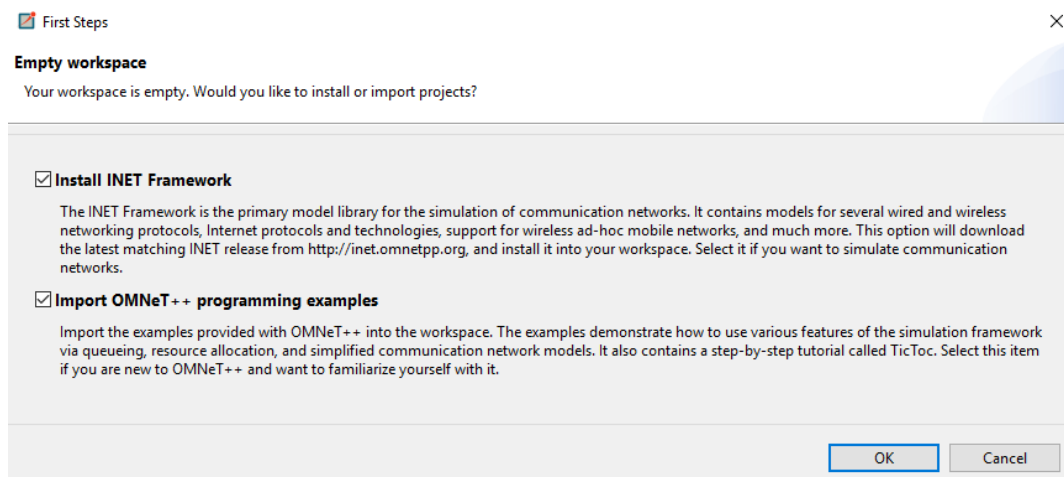 First Steps
Empty workspace
Your workspace is empty. Would you like to install or import projects?
Install INET Framework
The INET Framework is the primary model library for the simulation of communication networks. It contains models for several wired and wireless
networking protocols, Internet protocols and technologies, support for wireless ad-hoc mobile networks, and much more. This option will download
the latest matching INET release from http://inet.omnetpp.org, and install it into your workspace. Select it if you want to simulate communication
networks.
Import OMNeT++ programming examples
Import the examples provided with OMNeT++ into the workspace. The examples demonstrate how to use various features of the simulation framework
via queueing, resource allocation, and simplified communication network models. It also contains a step-by-step tutorial called TicToc. Select this item
if you are new to OMNeT++ and want to familiarize yourself with it.
OK Cancel